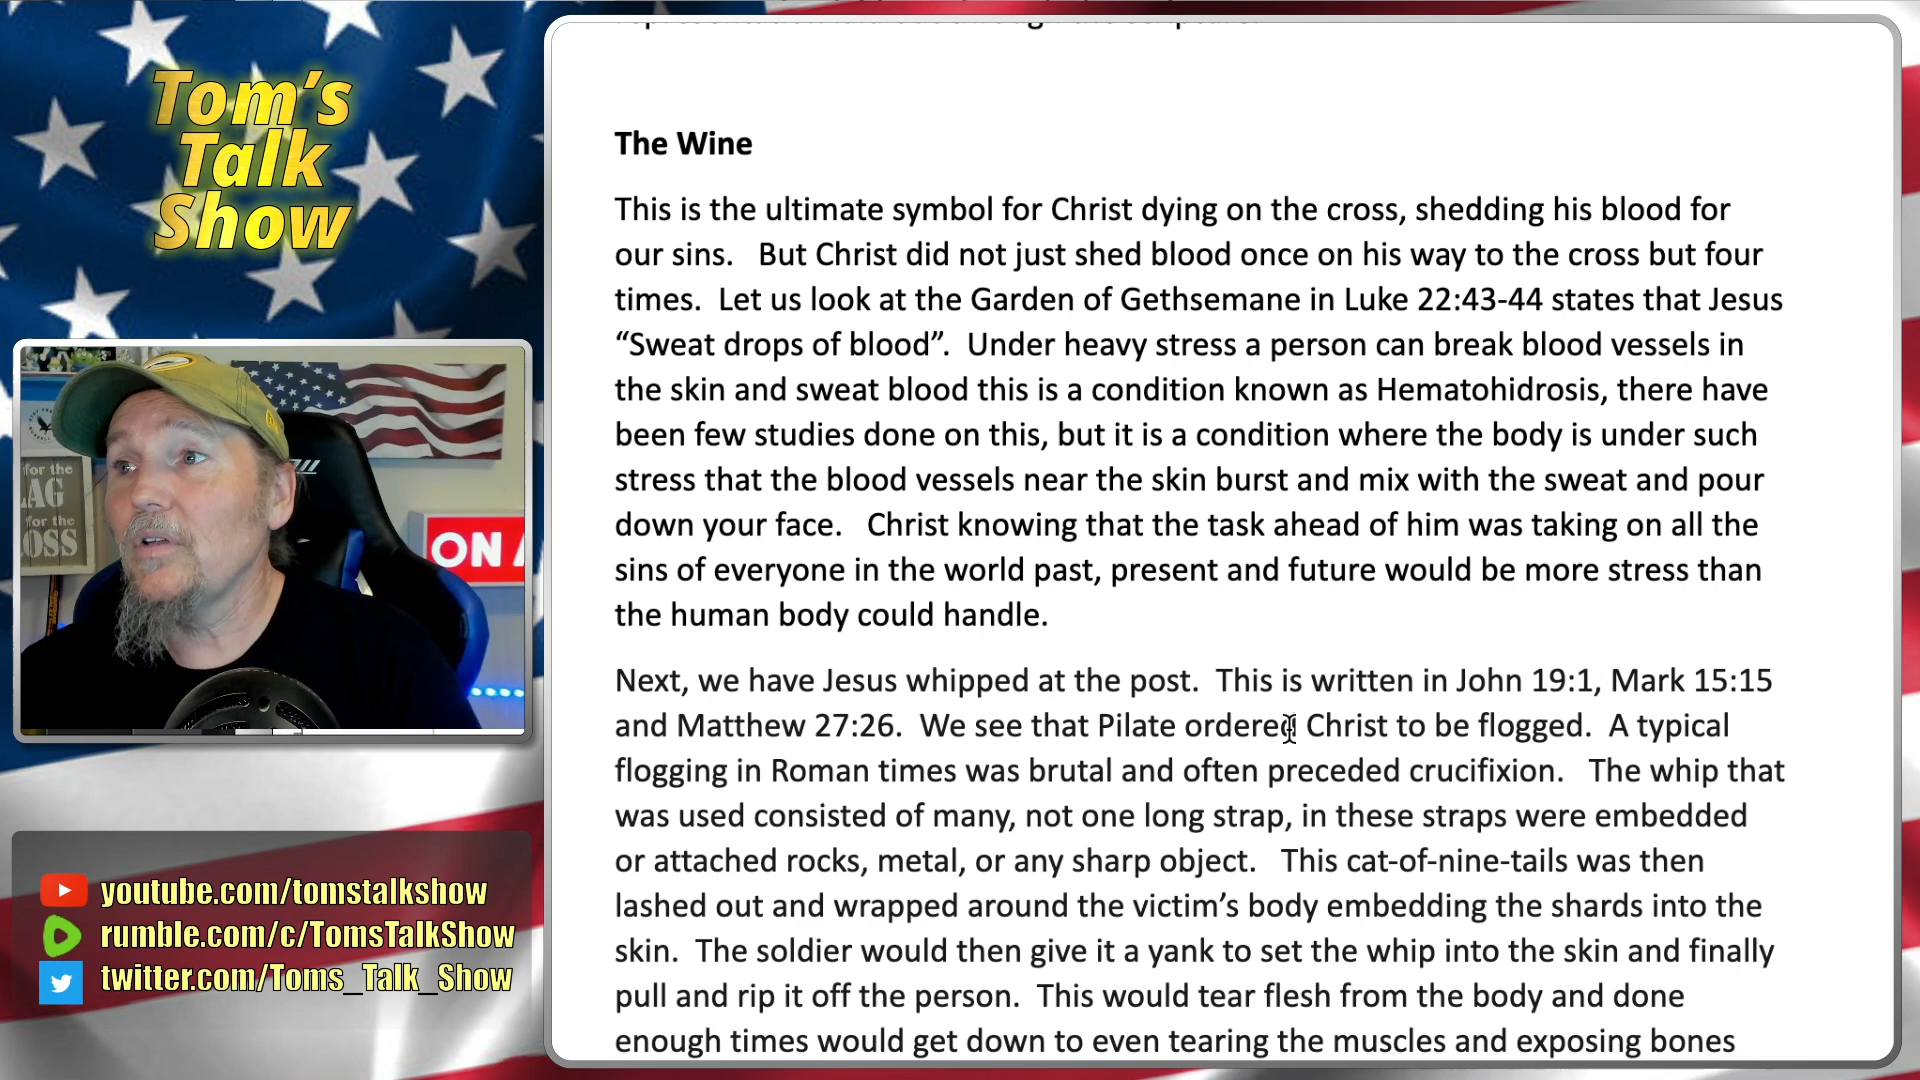 Tom's
Talk
Show
for the
AG
for the
OSS
ON A
youtube.com/tomstalkshow
rumble.com/c/TomsTalkShow
twitter.com/Toms_Talk_Show
The Wine
This is the ultimate symbol for Christ dying on the cross, shedding his blood for
our sins.   But Christ did not just shed blood once on his way to the cross but four
times.  Let us look at the Garden of Gethsemane in Luke 22:43-44 states that Jesus
“Sweat drops of blood”.  Under heavy stress a person can break blood vessels in
the skin and sweat blood this is a condition known as Hematohidrosis, there have
been few studies done on this, but it is a condition where the body is under such
stress that the blood vessels near the skin burst and mix with the sweat and pour
down your face.   Christ knowing that the task ahead of him was taking on all the
sins of everyone in the world past, present and future would be more stress than
the human body could handle.
Next, we have Jesus whipped at the post.  This is written in John 19:1, Mark 15:15
and Matthew 27:26.  We see that Pilate ordered Christ to be flogged.  A typical
flogging in Roman times was brutal and often preceded crucifixion.   The whip that
was used consisted of many, not one long strap, in these straps were embedded
or attached rocks, metal, or any sharp object.   This cat-of-nine-tails was then
lashed out and wrapped around the victim’s body embedding the shards into the
skin.  The soldier would then give it a yank to set the whip into the skin and finally
pull and rip it off the person.  This would tear flesh from the body and done
enough times would get down to even tearing the muscles and exposing bones